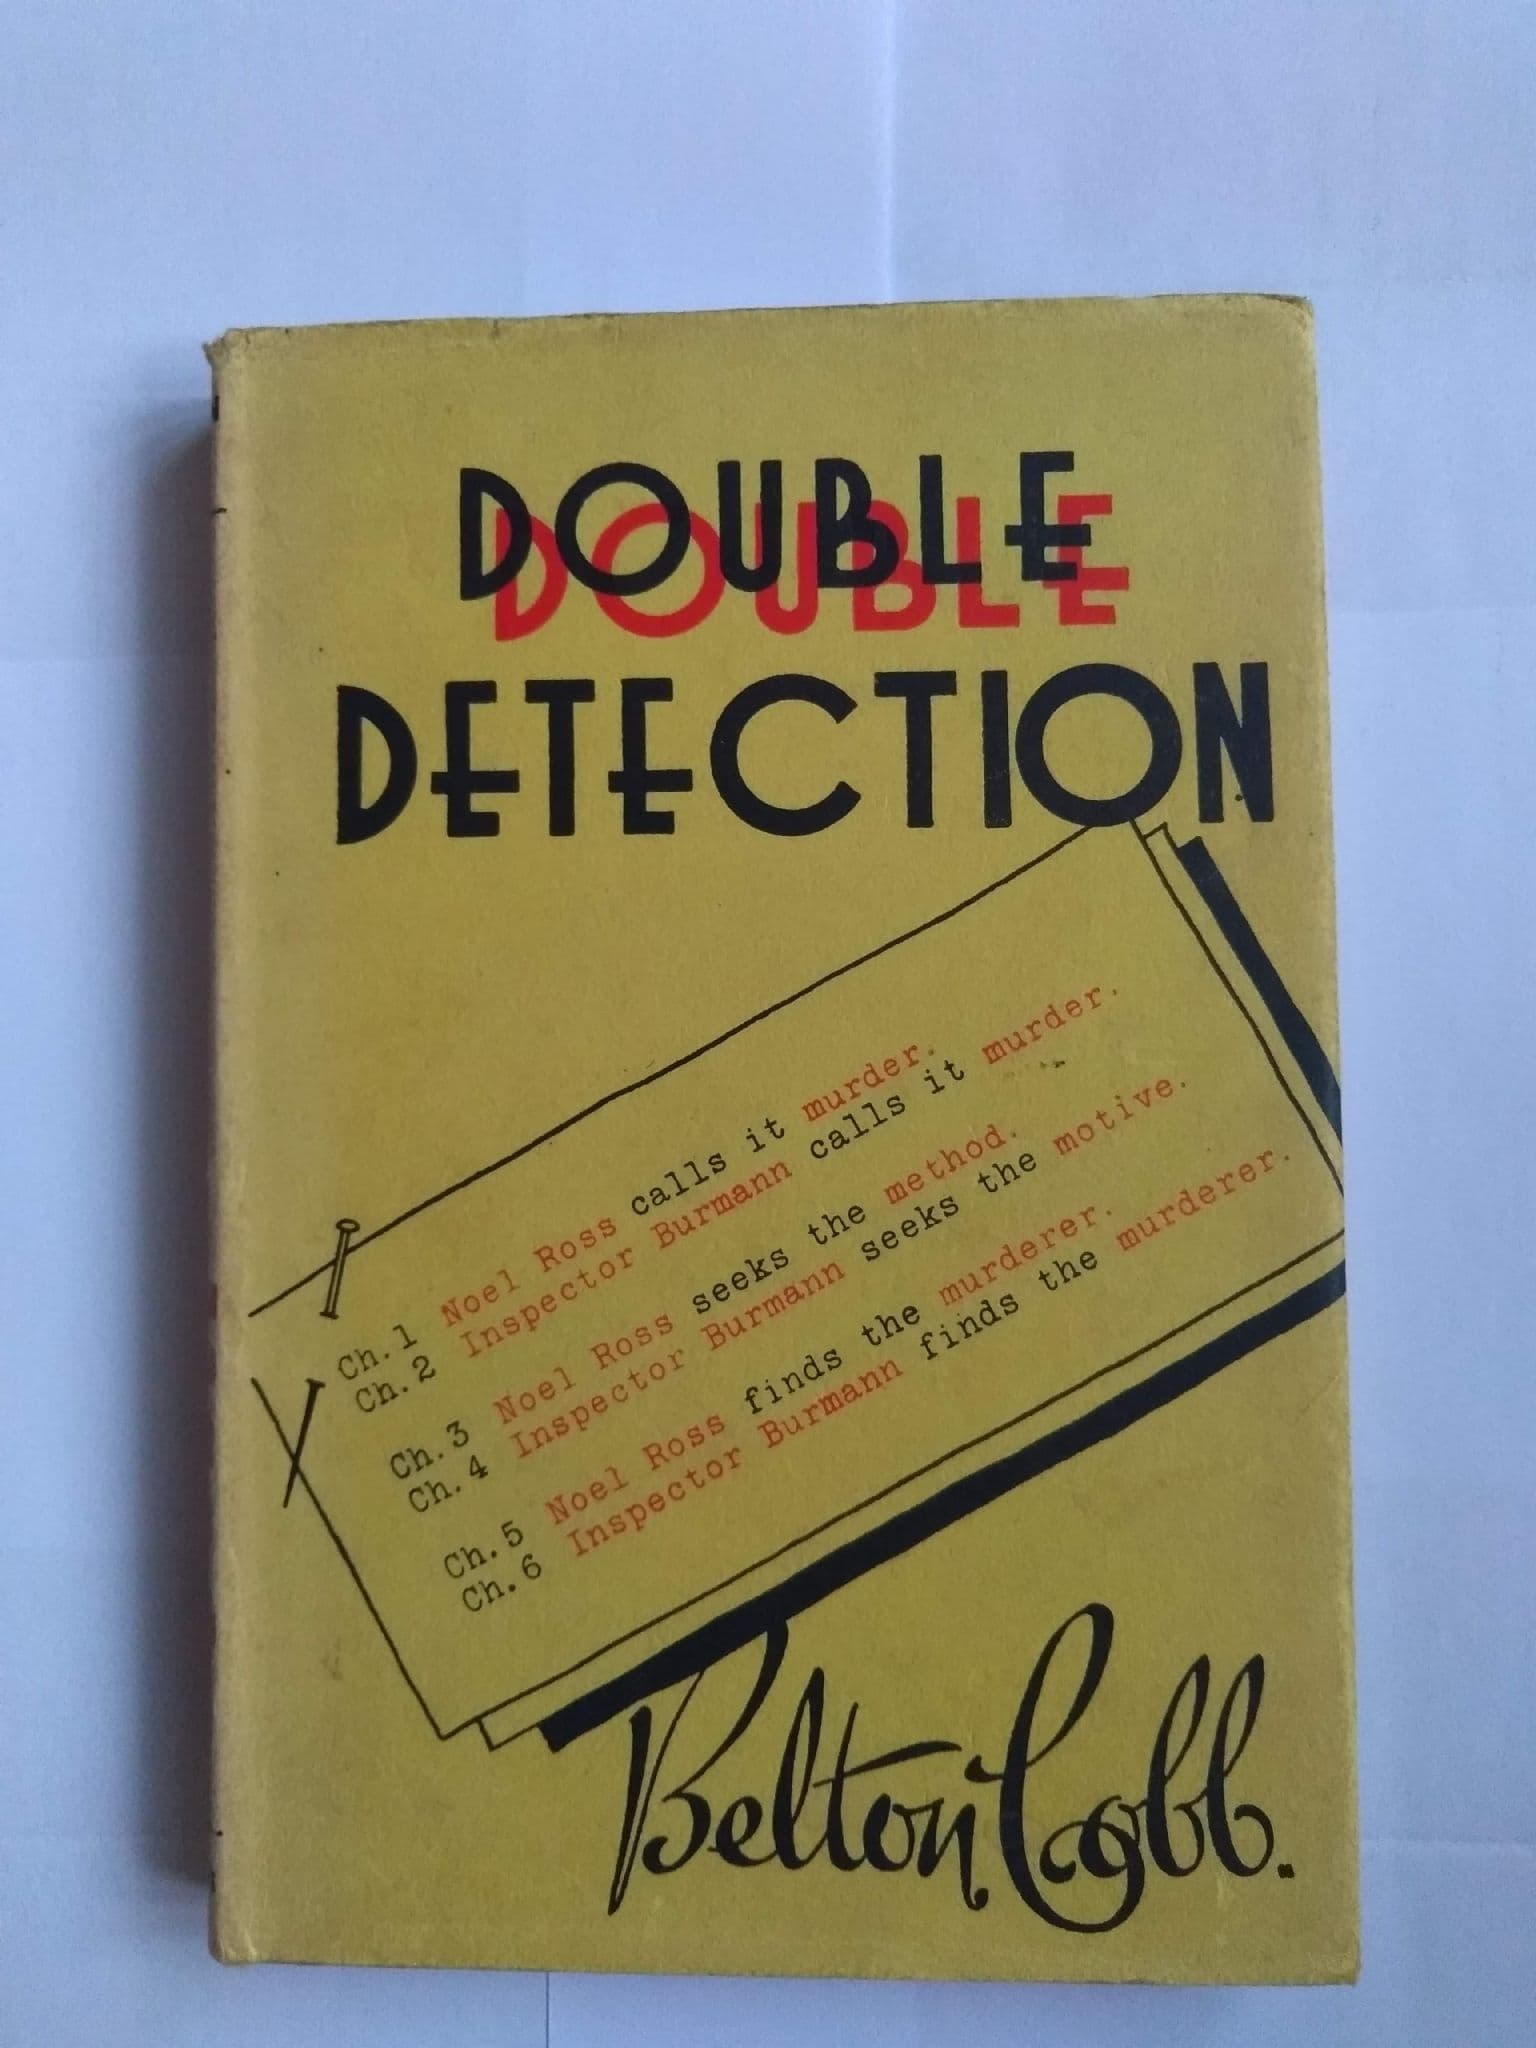 DOUBLE
DOUBLE
DETECTION
Ch. 1 Noel Ross calls it murder.
Ch. 2 Inspector Burmann calls it murder.
Ch. 3 Noel Ross seeks the method.
Ch. 4 Inspector Burmann seeks the motive.
Ch. 5 Noel Ross finds the murderer.
Ch. 6 Inspector Burmann finds the murderer.
Belton Cobb.